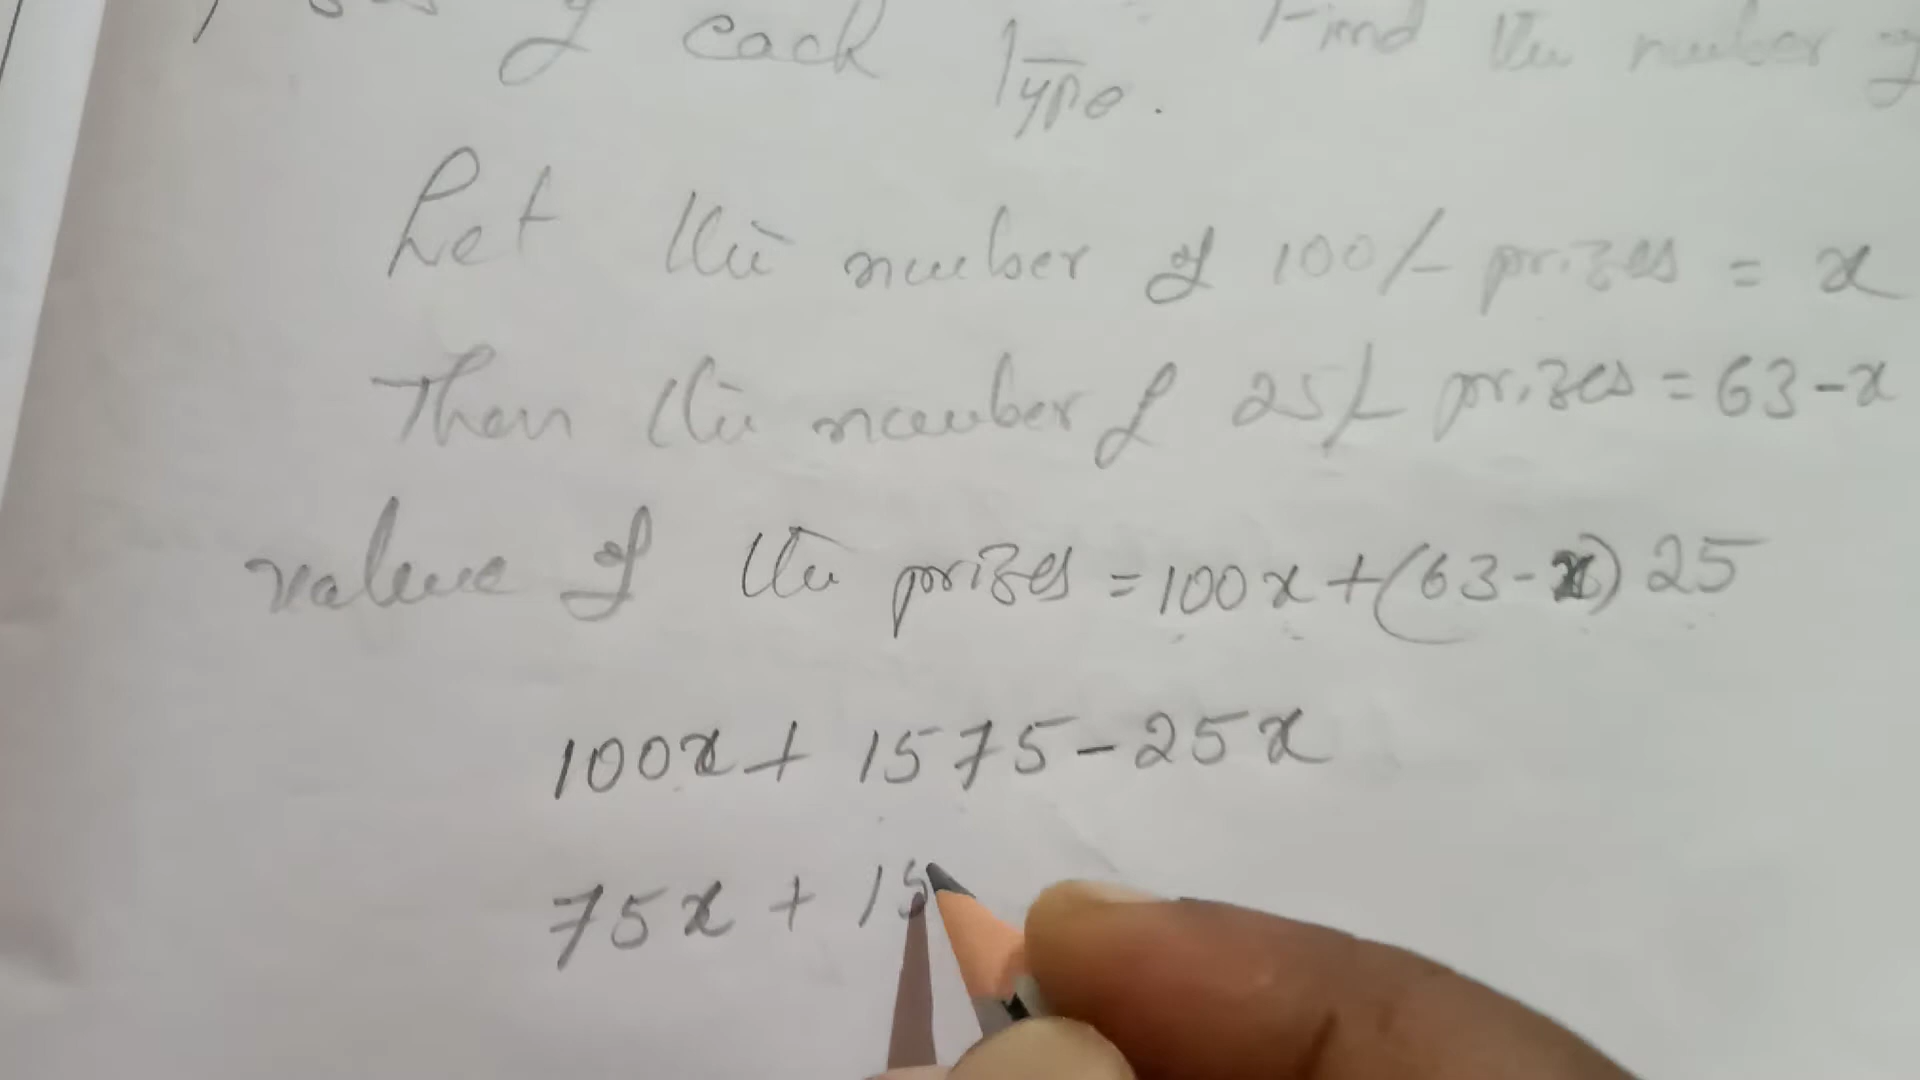 of each Type. Find the number of
Let the number of 100/- prizes = x
Then the number of 25/- prizes = 63-x
value of the prizes = 100x + (63-x) 25
100x + 1575 - 25x
75x + 15